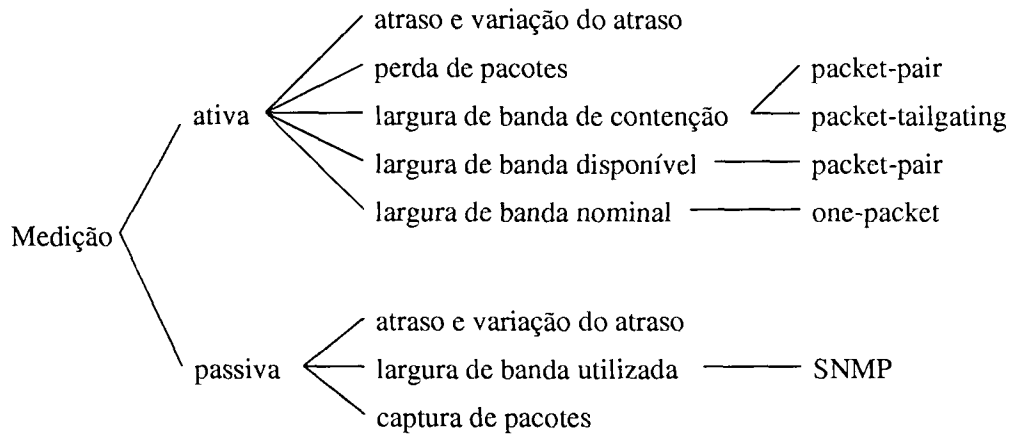 atraso e variação do atraso
perda de pacotes
packet-pair
ativa
largura de banda de contenção
packet-tailgating
largura de banda disponível
packet-pair
largura de banda nominal
one-packet
Medição
atraso e variação do atraso
passiva
largura de banda utilizada
SNMP
captura de pacotes